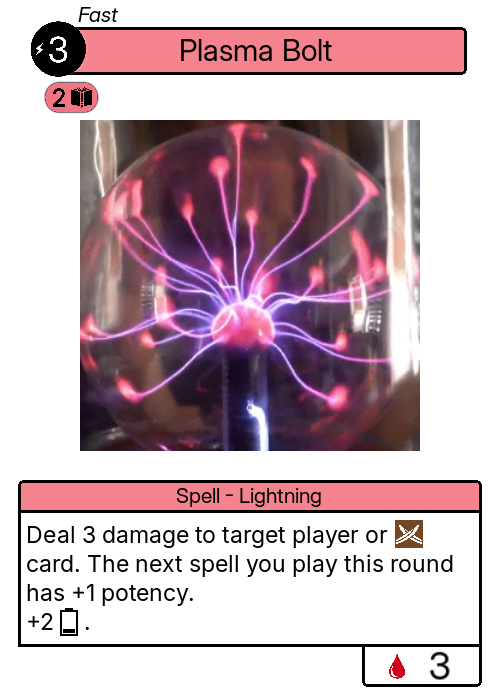 Fast
3
Plasma Bolt
2
Spell - Lightning
Deal 3 damage to target player or
card. The next spell you play this round
has +1 potency.
+2 .
3